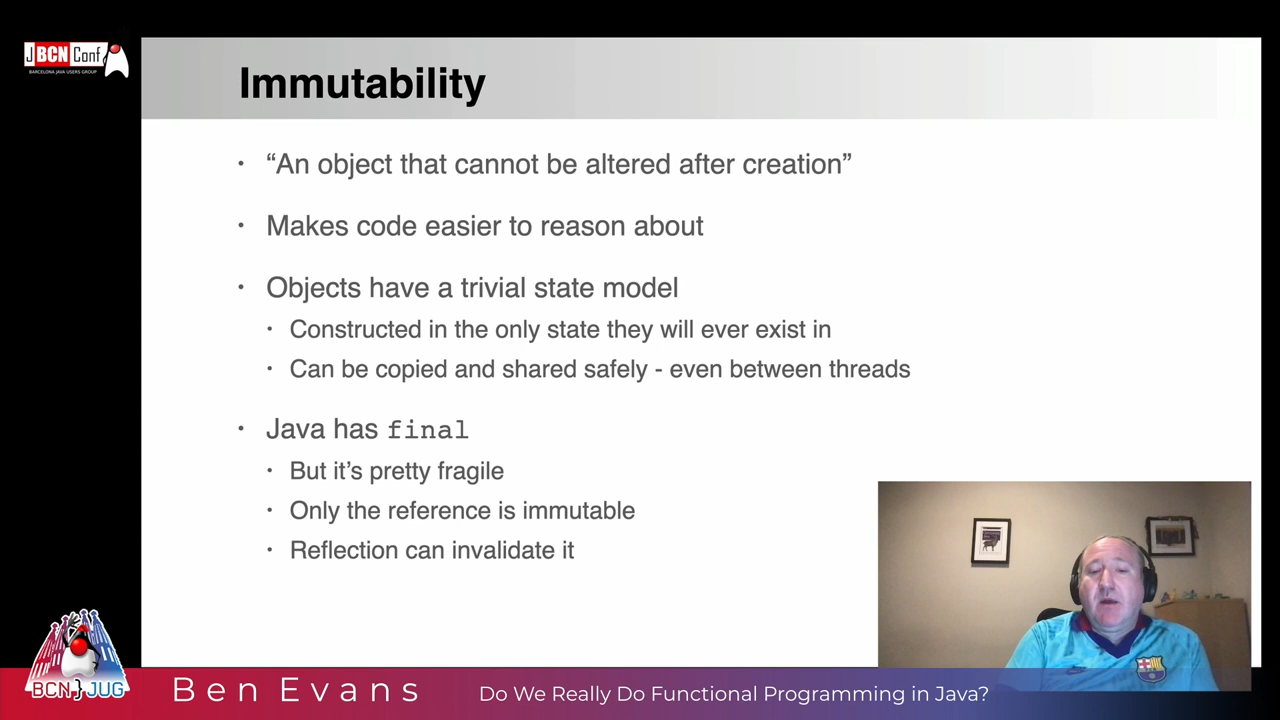 JBCNConf
BARCELONA JAVA USERS GROUP
Immutability
• “An object that cannot be altered after creation”
• Makes code easier to reason about
• Objects have a trivial state model
• Constructed in the only state they will ever exist in
• Can be copied and shared safely - even between threads
• Java has final
• But it’s pretty fragile
• Only the reference is immutable
• Reflection can invalidate it
BCN JUG
Ben Evans
Do We Really Do Functional Programming in Java?